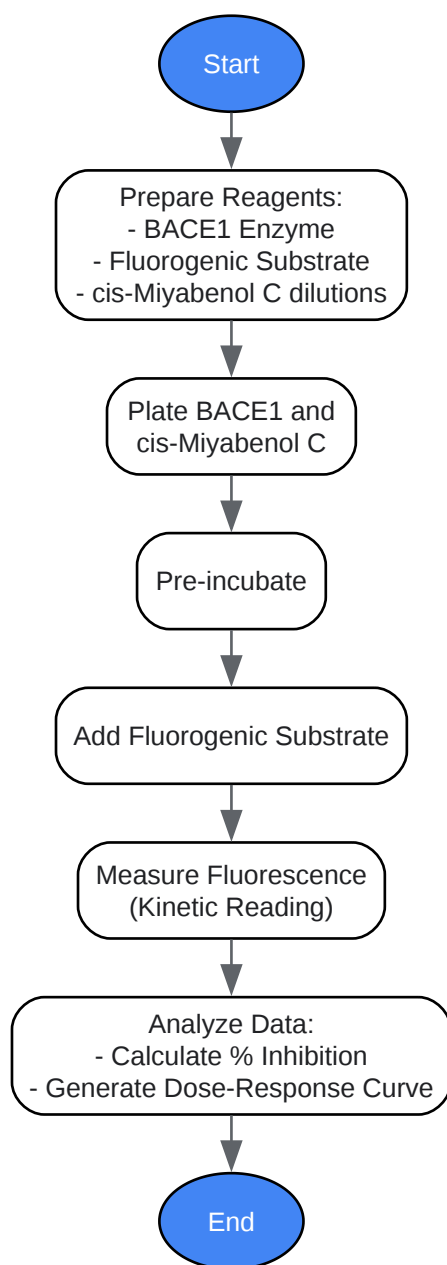 Start
Prepare Reagents:
- BACE1 Enzyme
- Fluorogenic Substrate
- cis-Miyabenol C dilutions
Plate BACE1 and
cis-Miyabenol C
Pre-incubate
Add Fluorogenic Substrate
Measure Fluorescence
(Kinetic Reading)
Analyze Data:
- Calculate % Inhibition
- Generate Dose-Response Curve
End